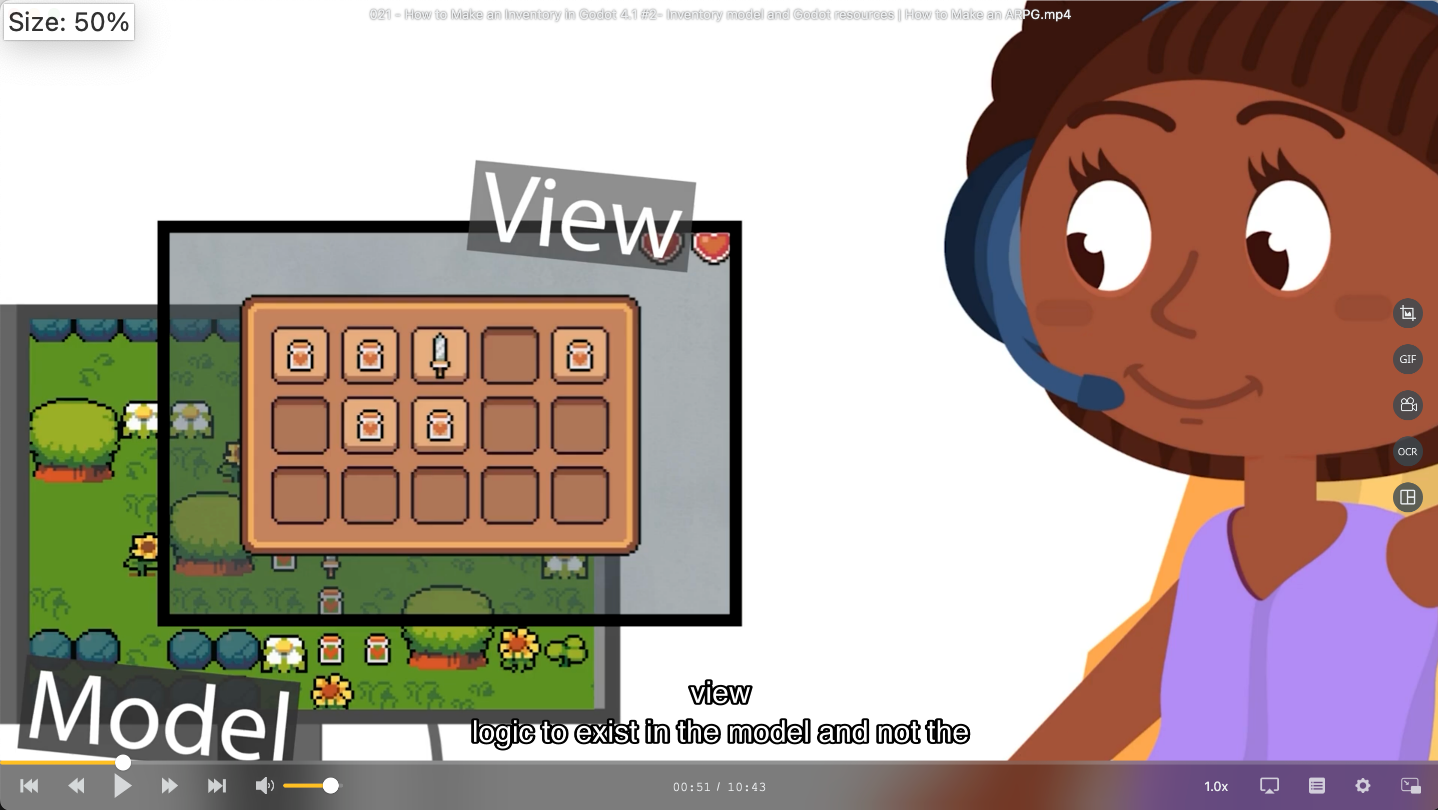 Size: 50%
021 - How to Make an Inventory in Godot 4.1 #2- Inventory model and Godot resources | How to Make an ARPG.mp4
View
GIF
OCR
Model
view
logic to exist in the model and not the
00:51 / 10:43
1.0x